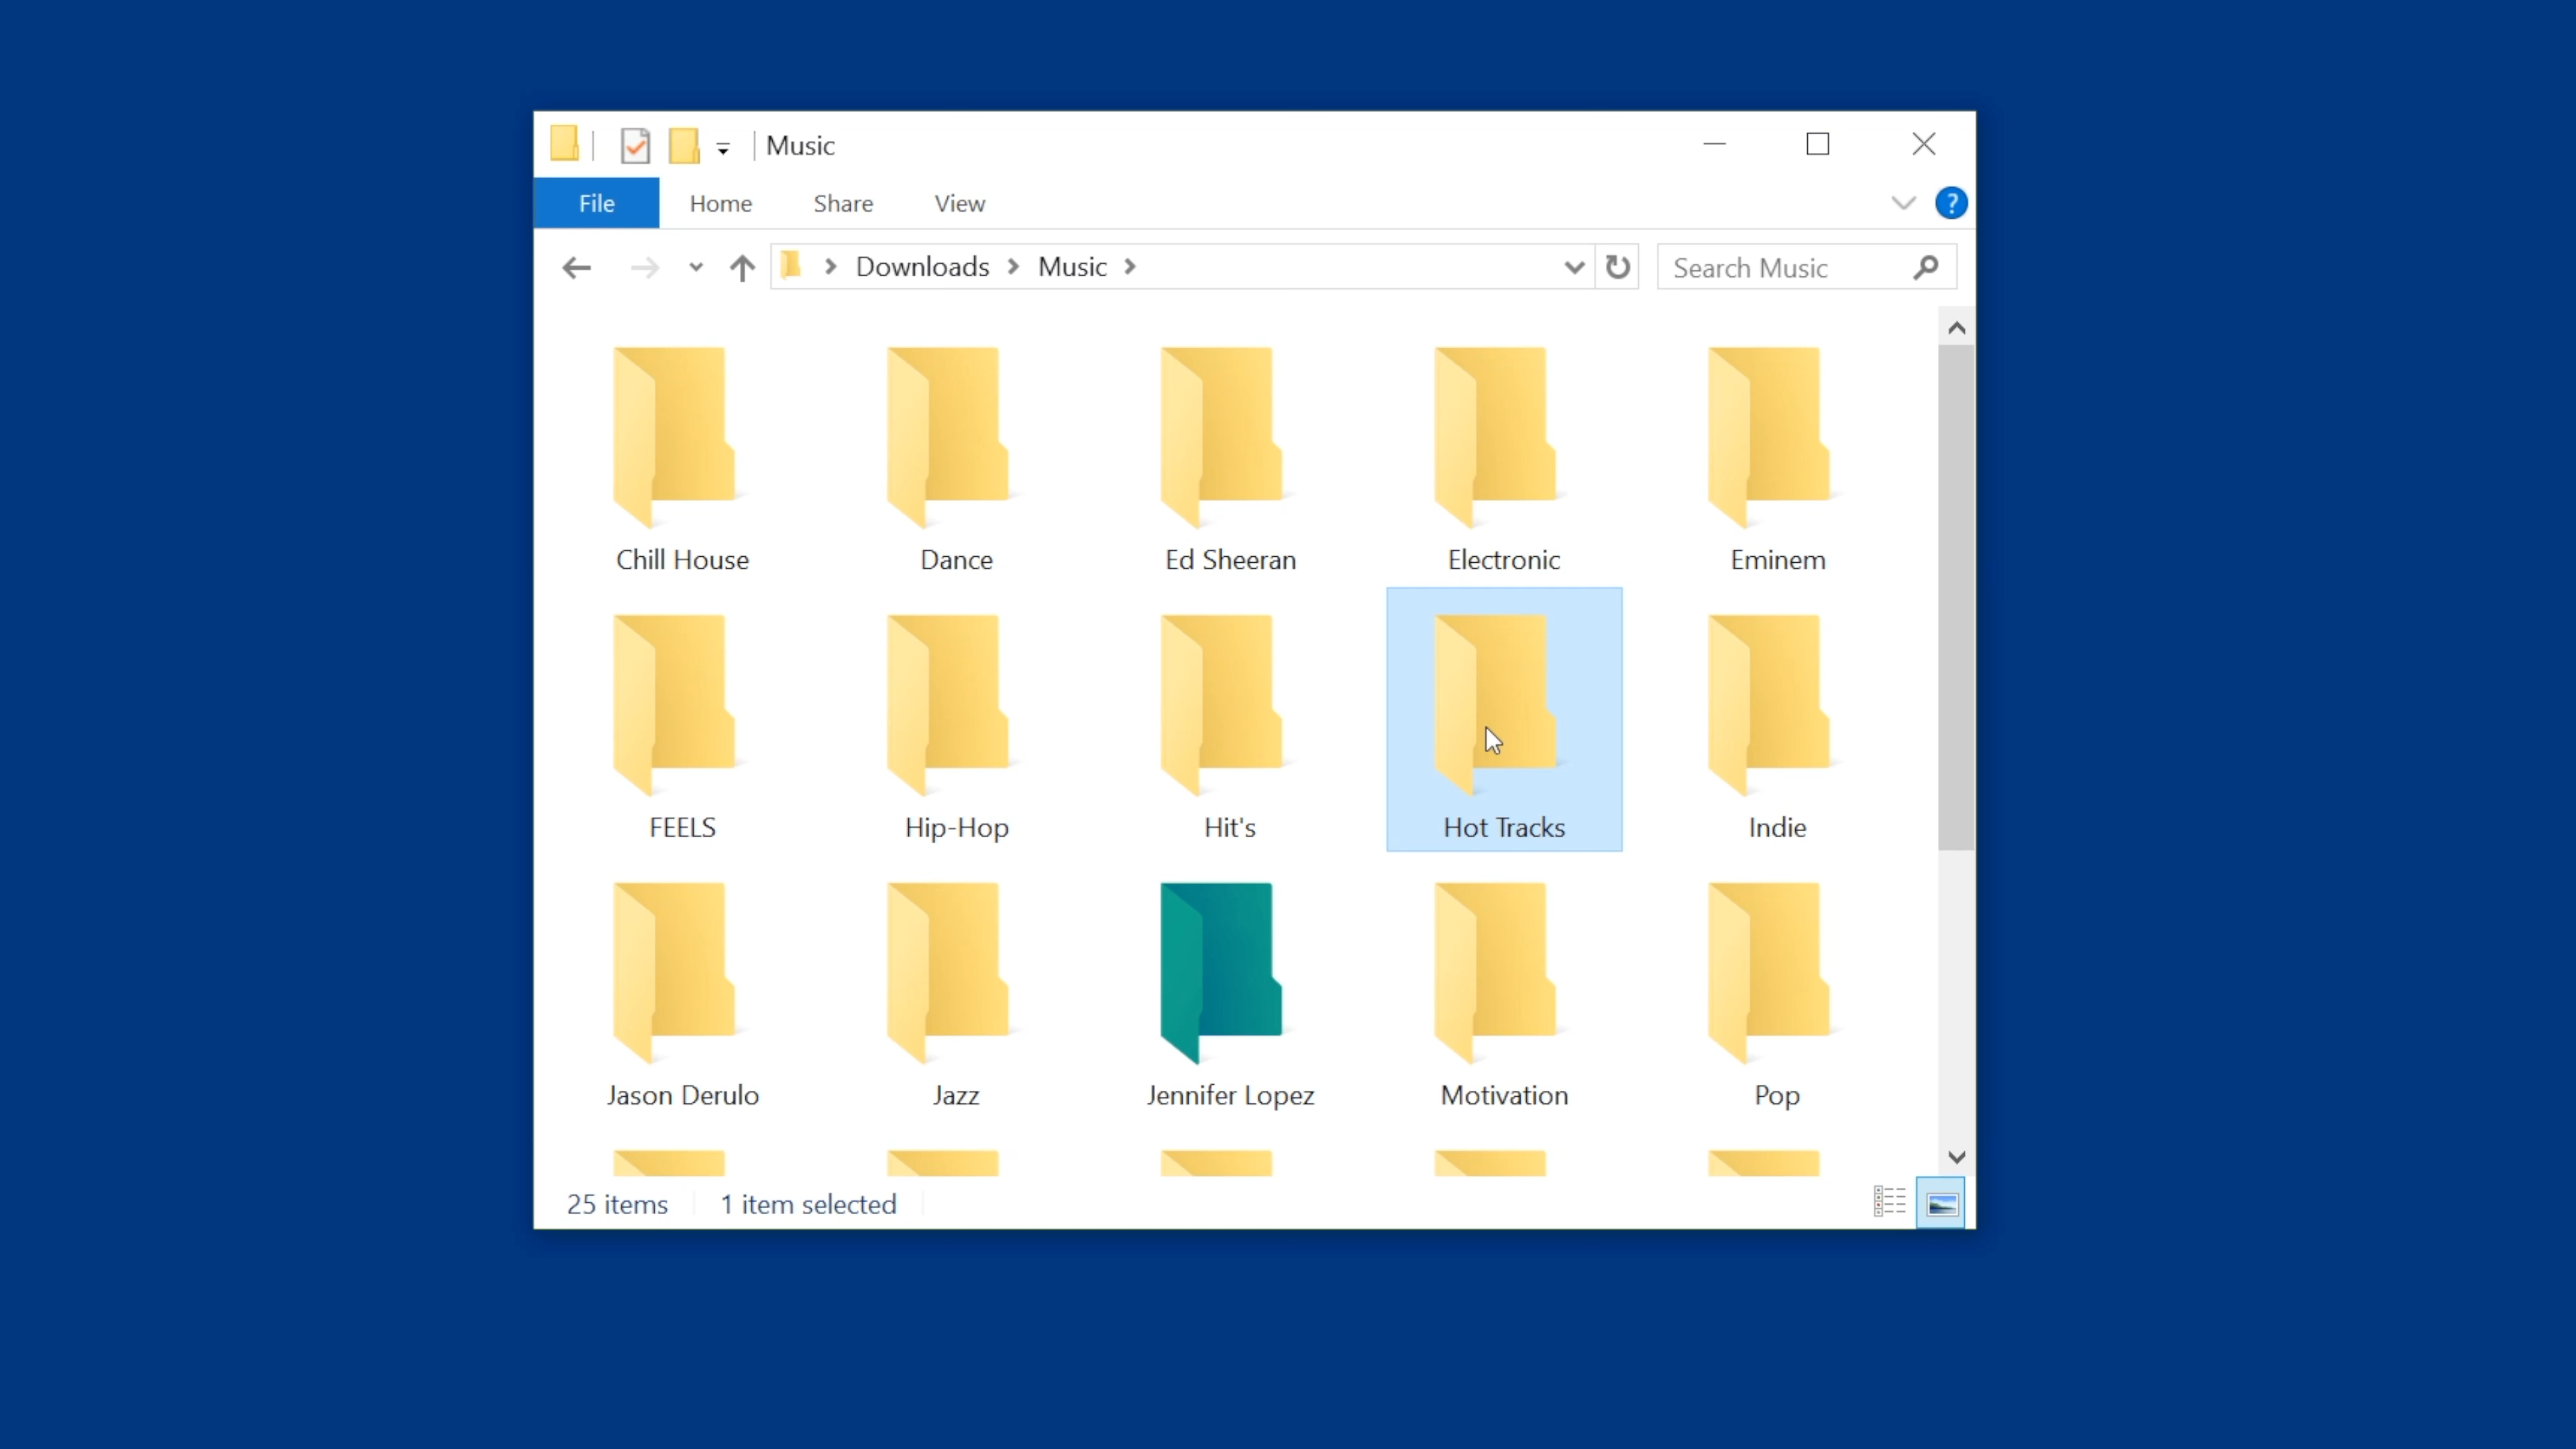 Music
File Home Share View
?
Downloads Music
Search Music
Chill House Dance Ed Sheeran Electronic Eminem
FEELS Hip-Hop Hit's Hot Tracks Indie
Jason Derulo Jazz Jennifer Lopez Motivation Pop
25 items 1 item selected